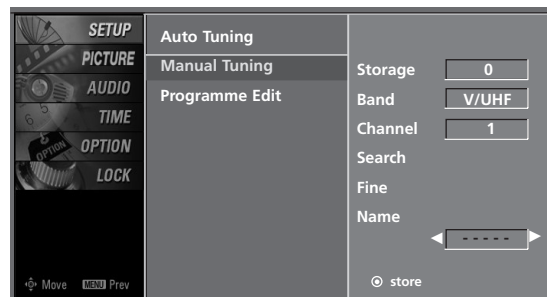 SETUP
PICTURE
AUDIO
TIME
OPTION
LOCK
Move MENU Prev
Auto Tuning
Manual Tuning
Programme Edit
Storage 0
Band V/UHF
Channel 1
Search
Fine
Name
◀ - - - - - ▶
store